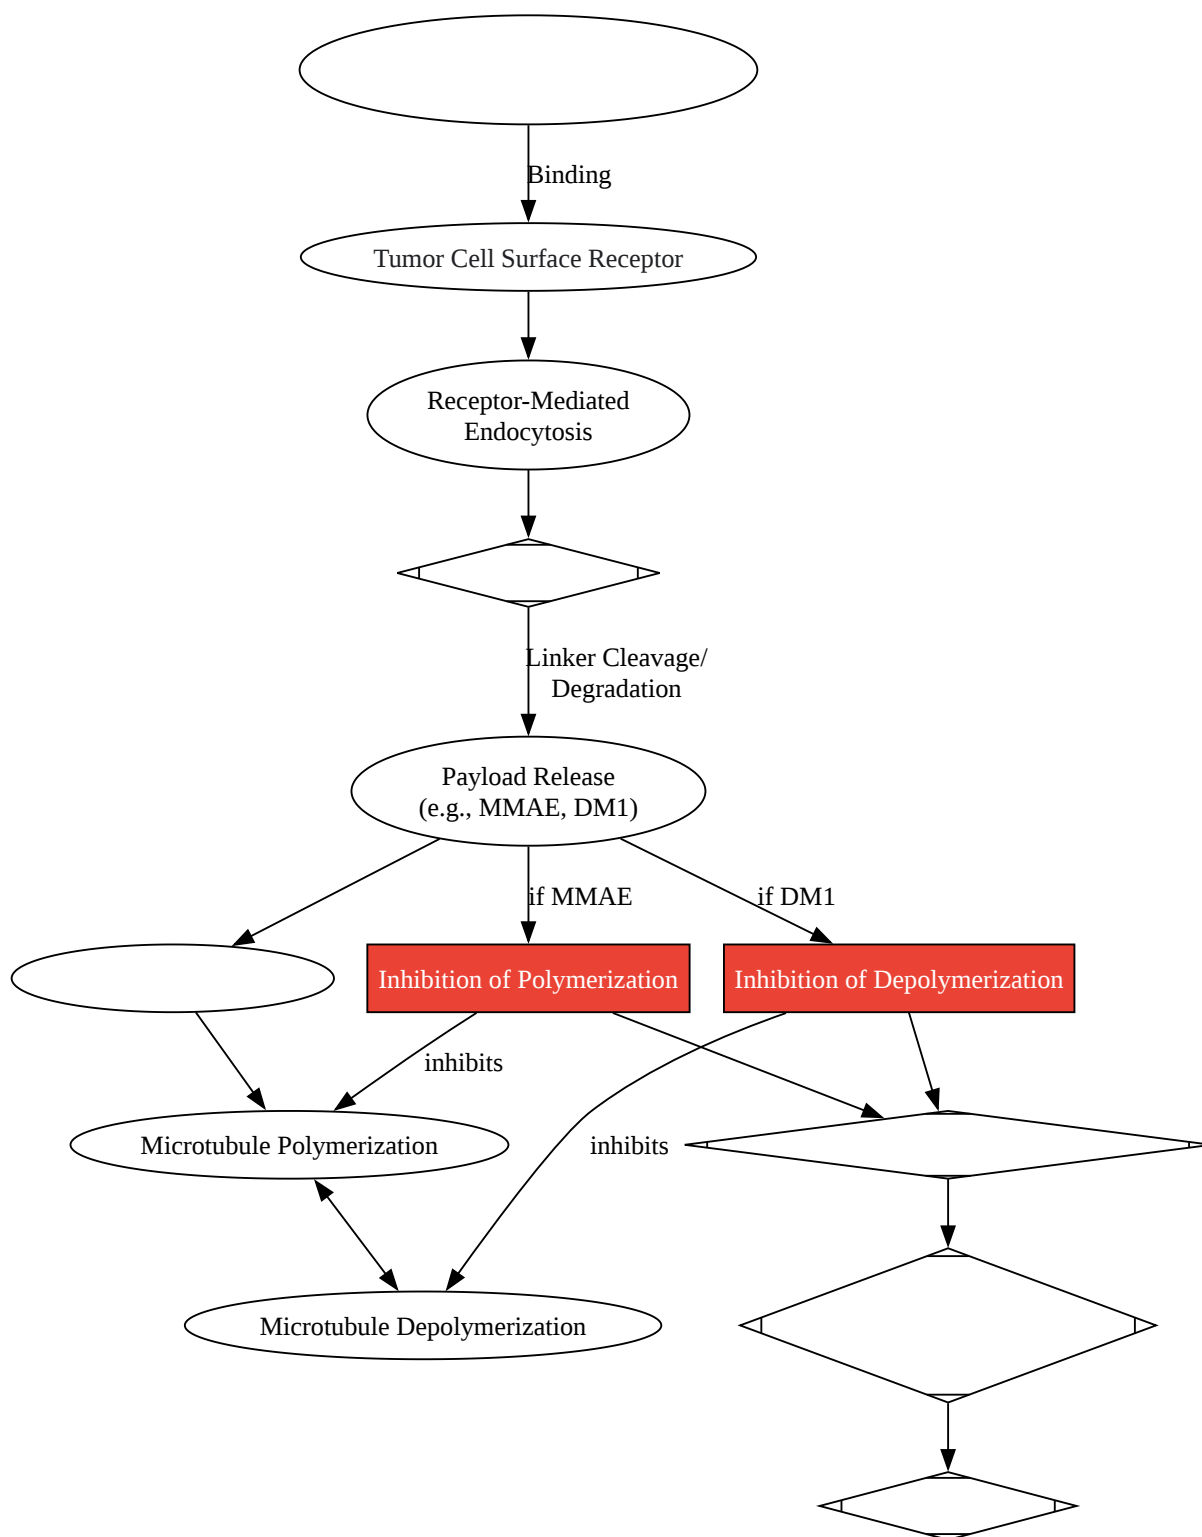 Binding
Tumor Cell Surface Receptor
Receptor-Mediated
Endocytosis
Linker Cleavage/
Degradation
Payload Release
(e.g., MMAE, DM1)
if MMAE
if DM1
Inhibition of Polymerization
Inhibition of Depolymerization
inhibits
Microtubule Polymerization
inhibits
Microtubule Depolymerization